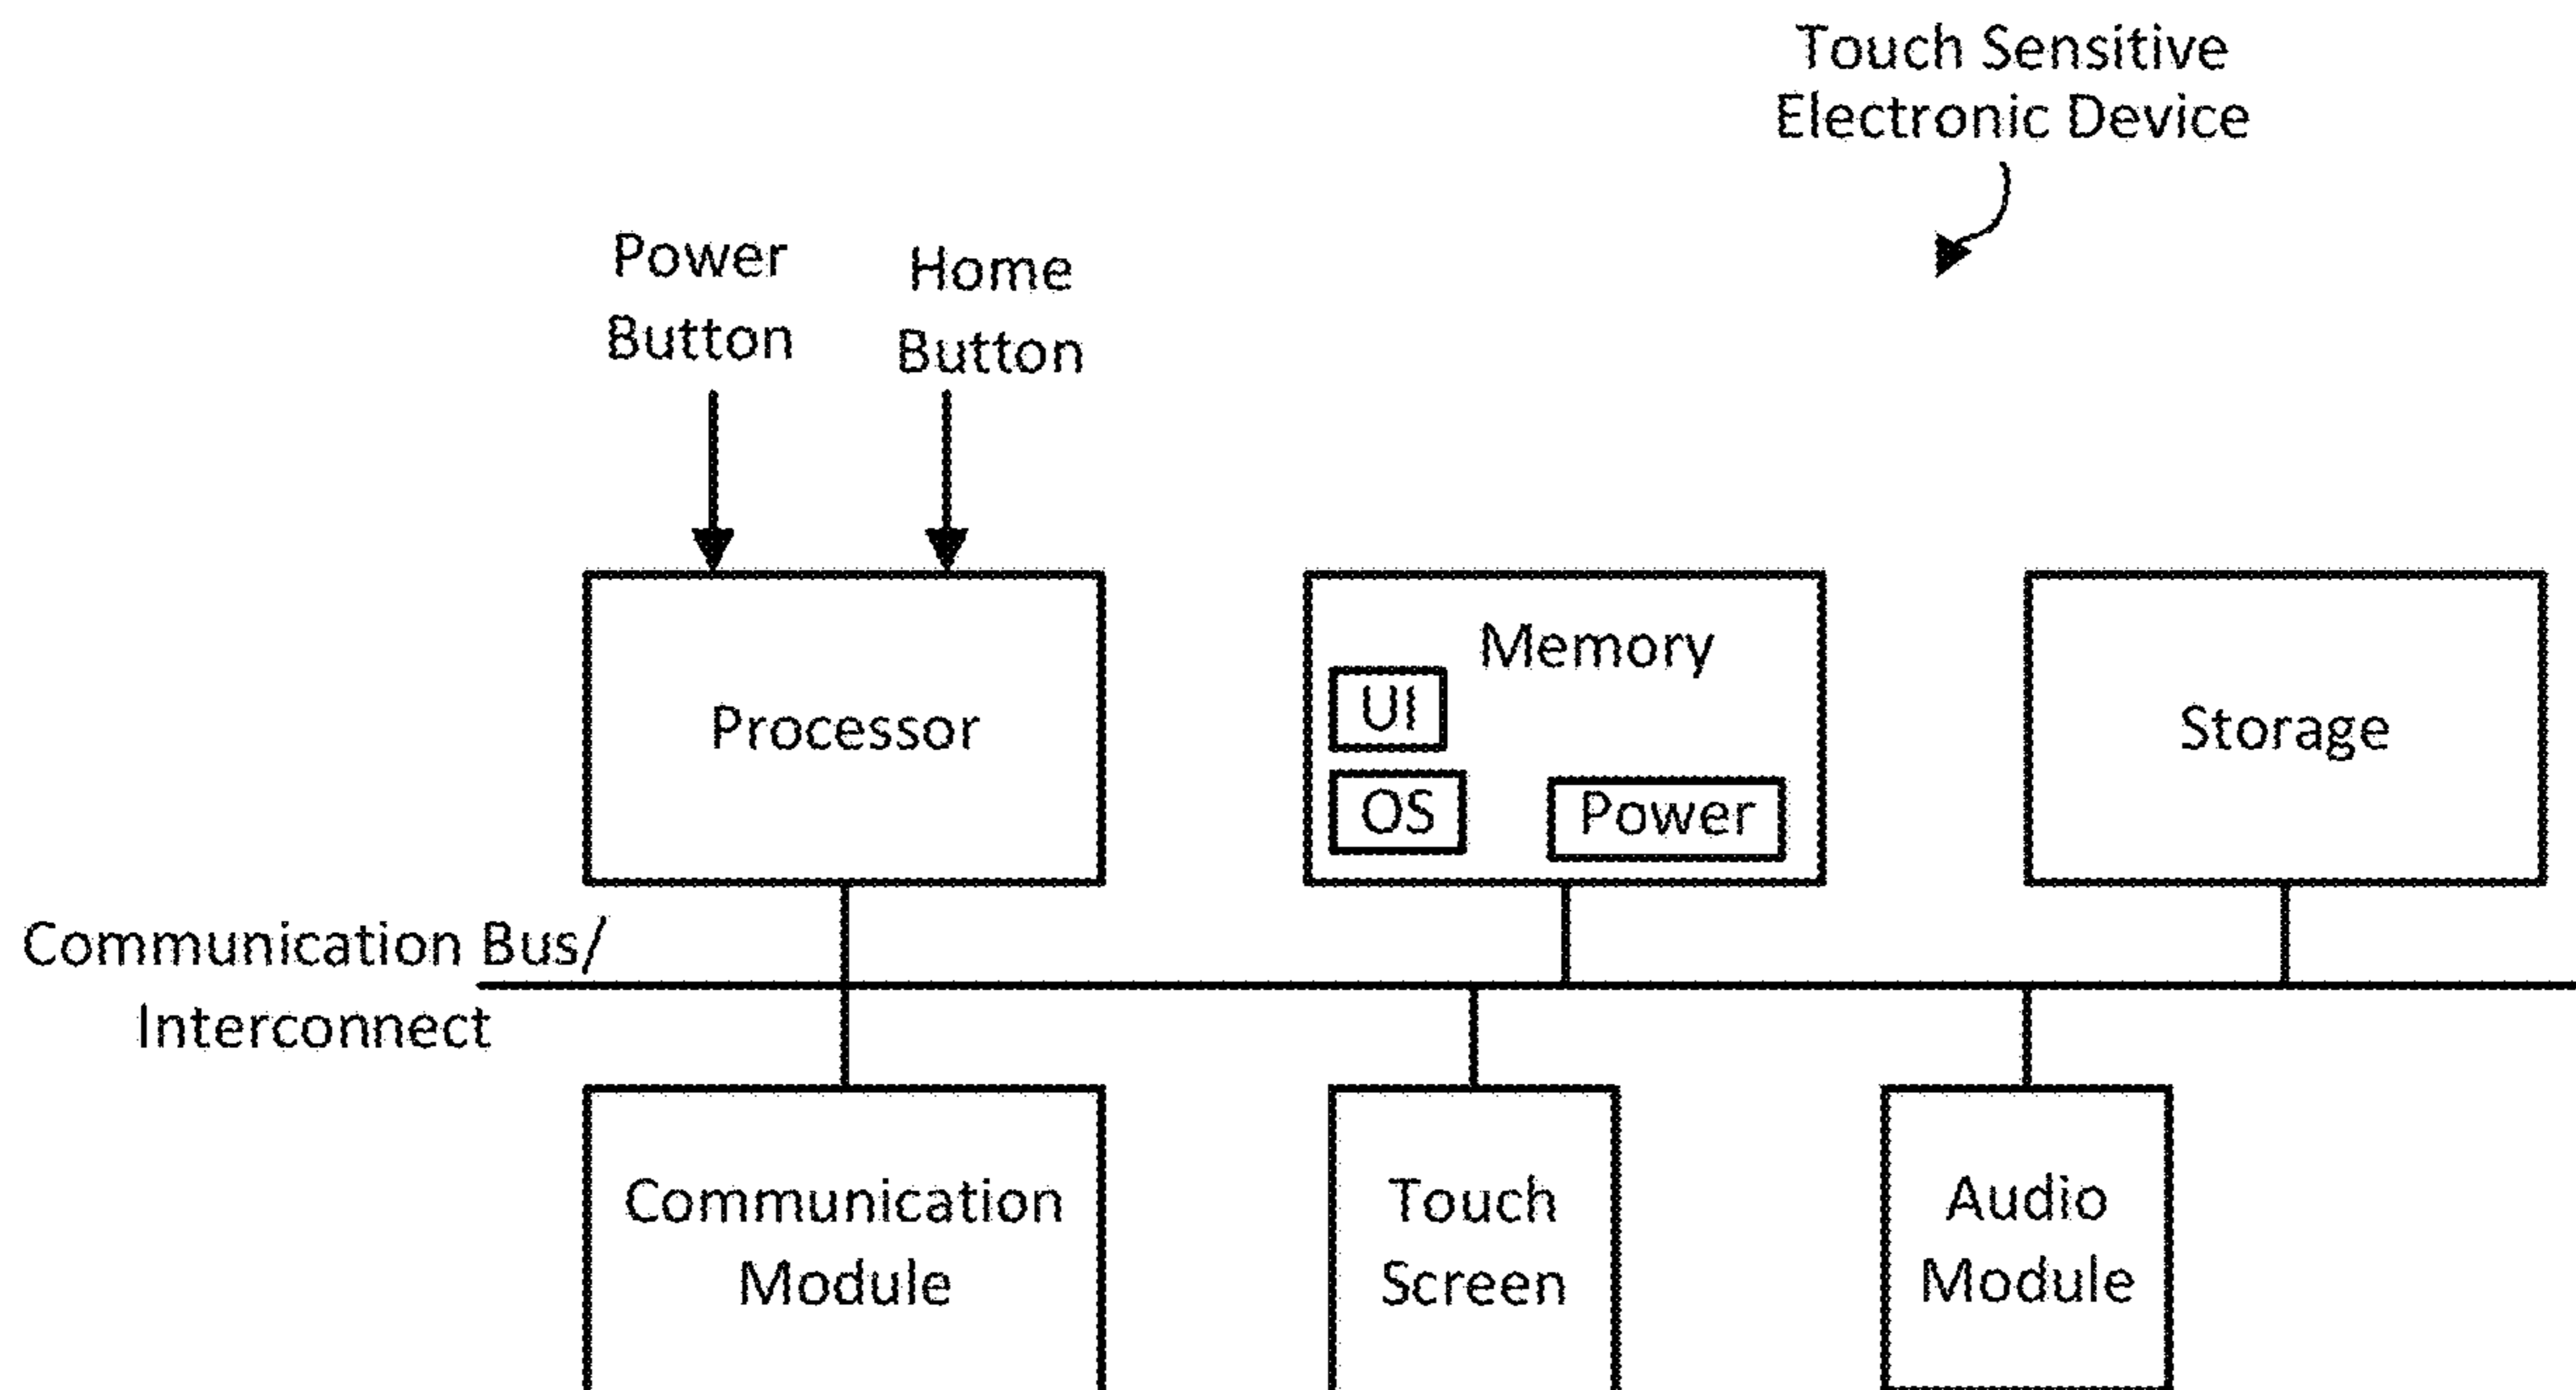 Touch Sensitive
Electronic Device
Power
Button
Home
Button
Processor
Memory
UI
OS
Power
Storage
Communication Bus/
Interconnect
Communication
Module
Touch
Screen
Audio
Module